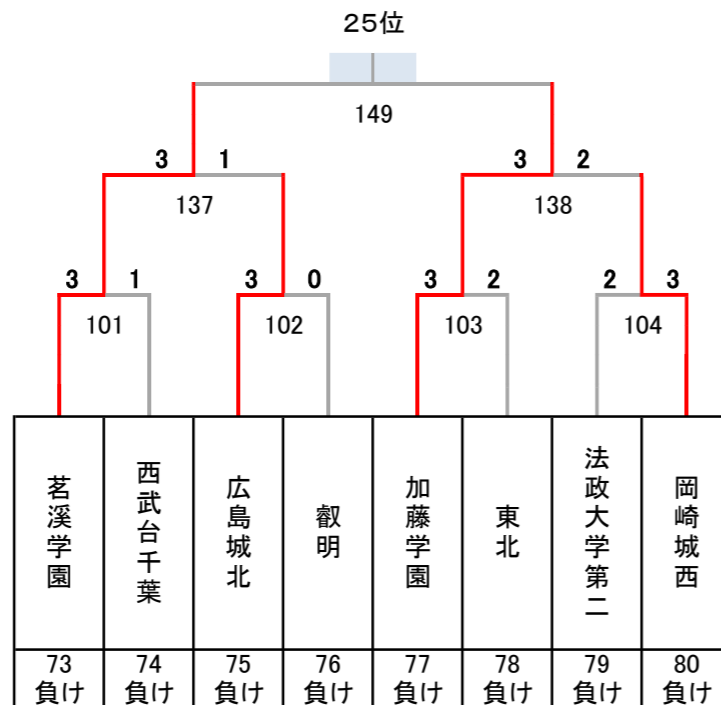 25位
149
3 1
3 2
137
138
3 1
3 0
3 2
2 3
101
102
103
104
茗溪学園
西武台千葉
広島城北
叡明
加藤学園
東北
法政大学第二
岡崎城西
73 74 75 76 77 78 79 80
負け 負け 負け 負け 負け 負け 負け 負け